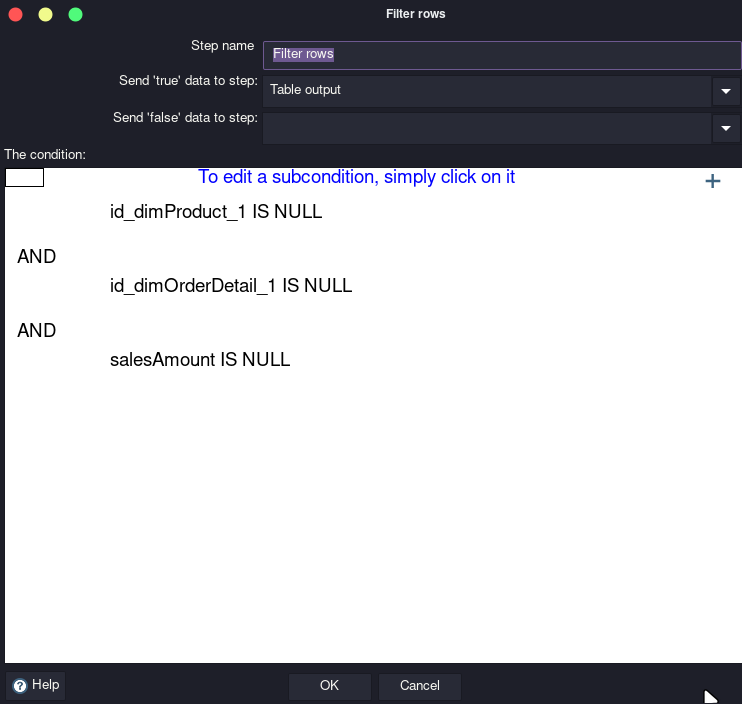 Filter rows
Step name Filter rows
Send 'true' data to step: Table output
Send 'false' data to step:
The condition:
To edit a subcondition, simply click on it
id_dimProduct_1 IS NULL
AND
id_dimOrderDetail_1 IS NULL
AND
salesAmount IS NULL
Help OK Cancel